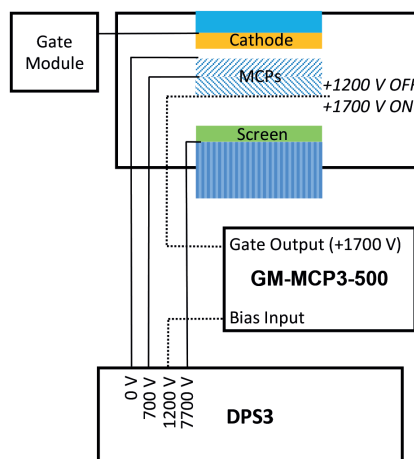 Gate
Module
Cathode
MCPs
+1200 V OFF
+1700 V ON
Screen
Gate Output (+1700 V)
GM-MCP3-500
Bias Input
0 V
700 V
1200 V
7700 V
DPS3